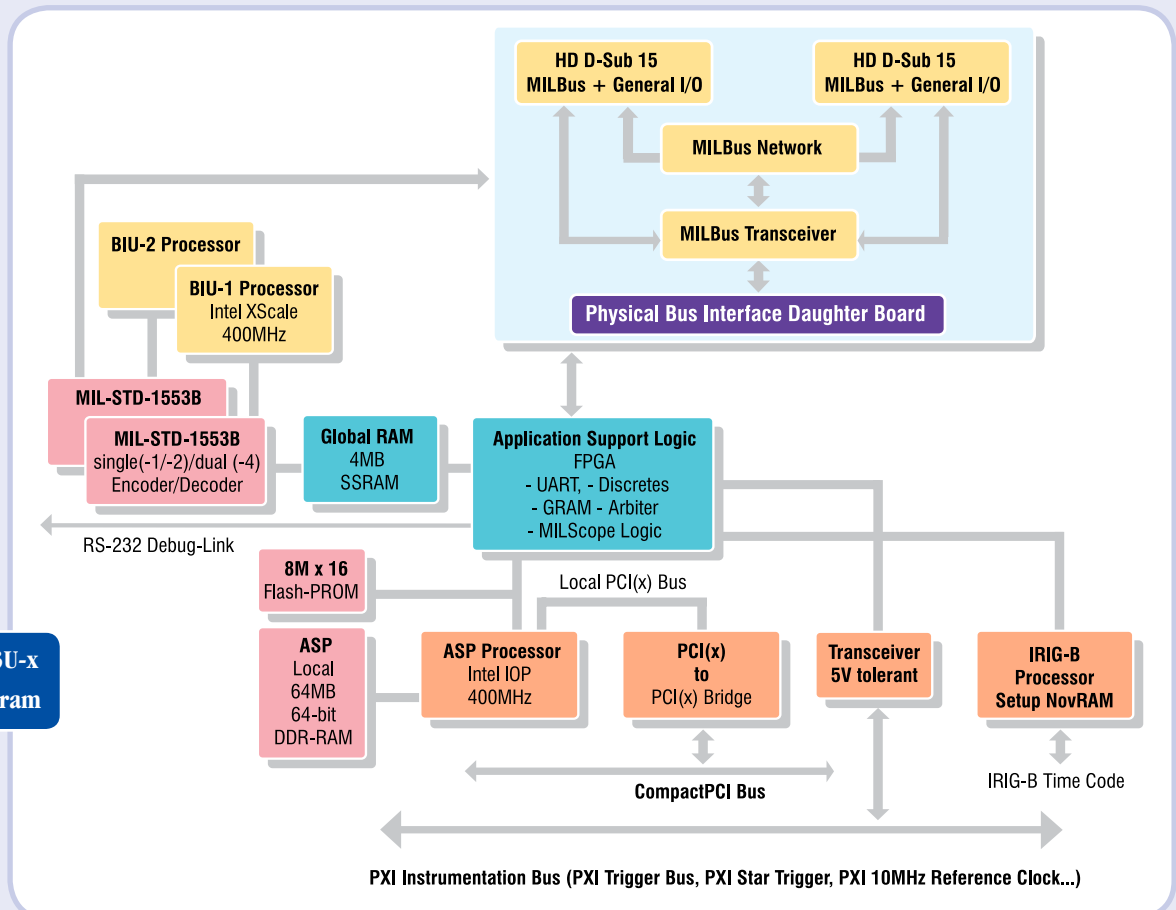 HD D-Sub 15
MILBus + General I/O
HD D-Sub 15
MILBus + General I/O
MILBus Network
MILBus Transceiver
Physical Bus Interface Daughter Board
BIU-2 Processor
BIU-1 Processor
Intel XScale
400MHz
MIL-STD-1553B
MIL-STD-1553B
single(-1/-2)/dual (-4)
Encoder/Decoder
Global RAM
4MB
SSRAM
Application Support Logic
FPGA
- UART, - Discretes
- GRAM - Arbiter
- MILScope Logic
RS-232 Debug-Link
8M x 16
Flash-PROM
Local PCI(x) Bus
ASP
Local
64MB
64-bit
DDR-RAM
ASP Processor
Intel IOP
400MHz
PCI(x)
to
PCI(x) Bridge
Transceiver
5V tolerant
IRIG-B
Processor
Setup NovRAM
U-x
ram
CompactPCI Bus
IRIG-B Time Code
PXI Instrumentation Bus (PXI Trigger Bus, PXI Star Trigger, PXI 10MHz Reference Clock...)